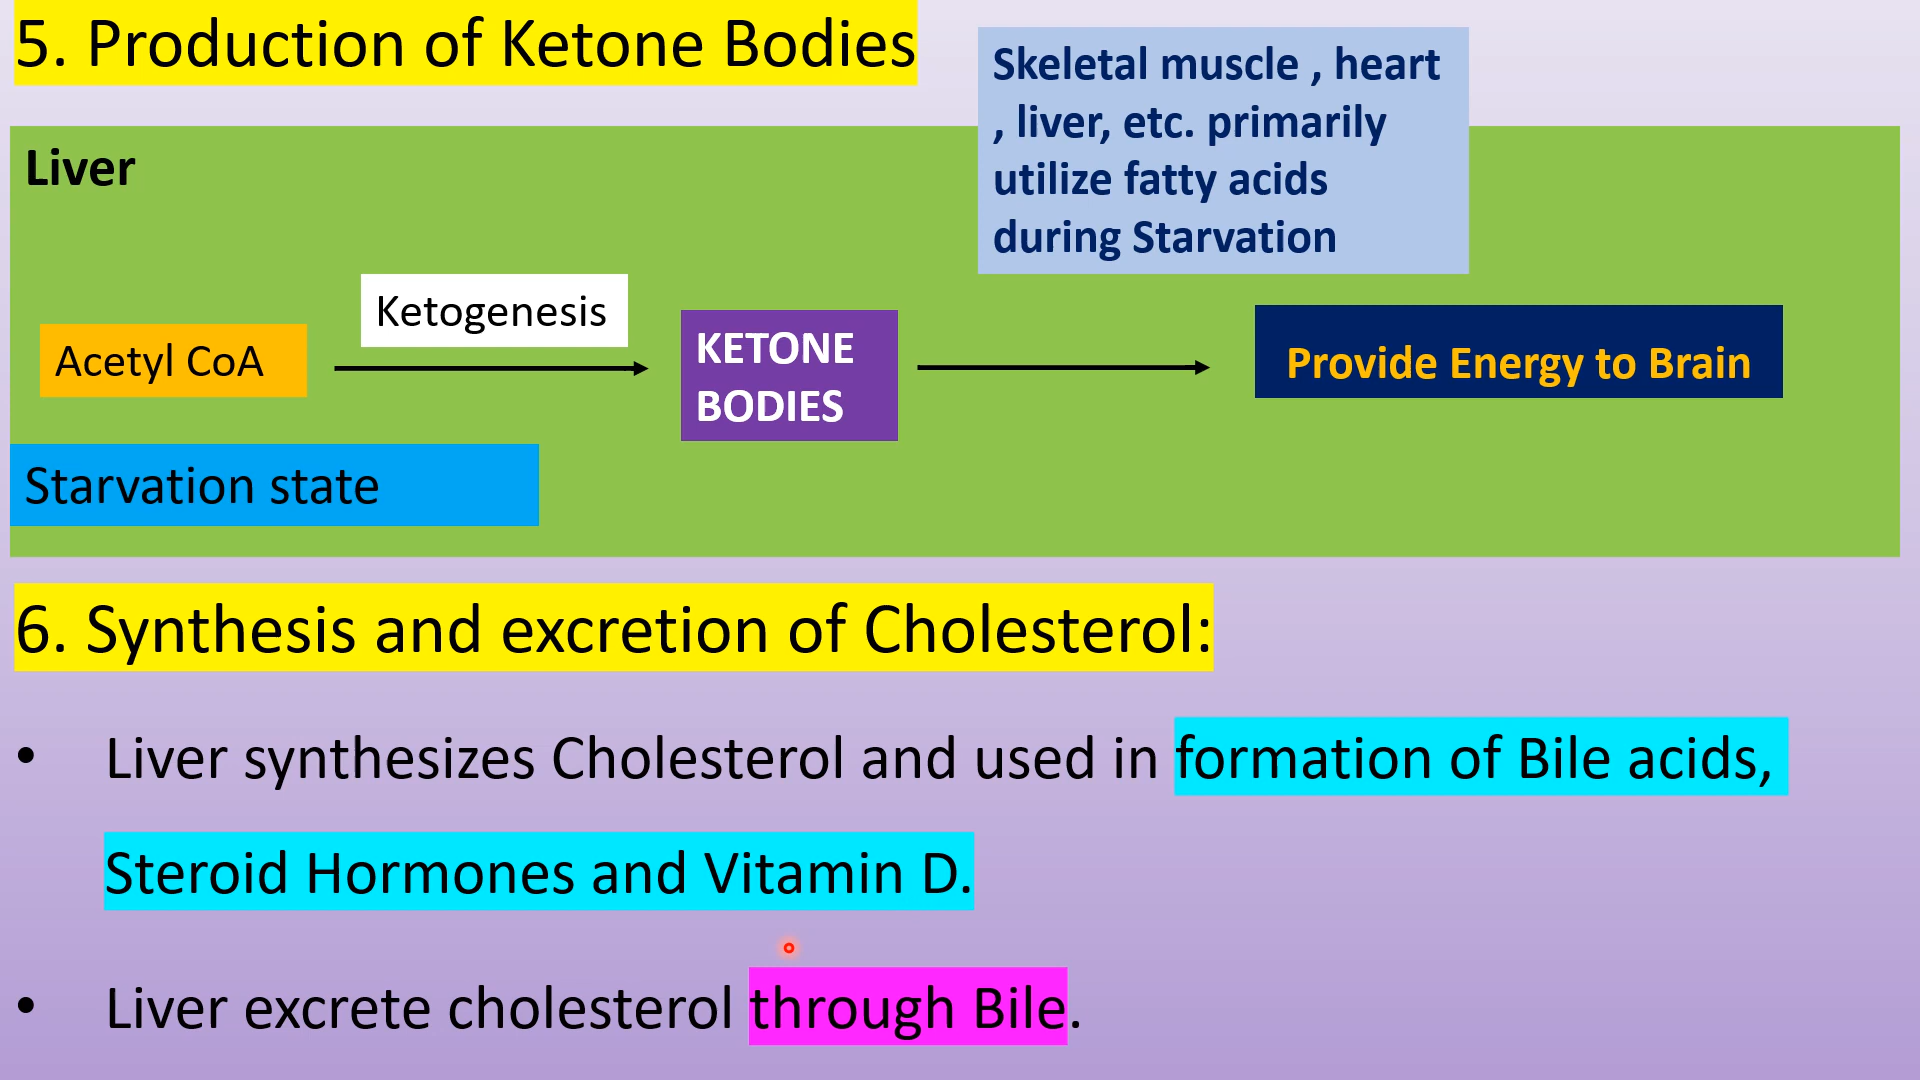 5. Production of Ketone Bodies
Skeletal muscle , heart
, liver, etc. primarily
utilize fatty acids
during Starvation
Liver
Ketogenesis
Acetyl CoA
KETONE
BODIES
Provide Energy to Brain
Starvation state
6. Synthesis and excretion of Cholesterol:
• Liver synthesizes Cholesterol and used in formation of Bile acids,
Steroid Hormones and Vitamin D.
• Liver excrete cholesterol through Bile.